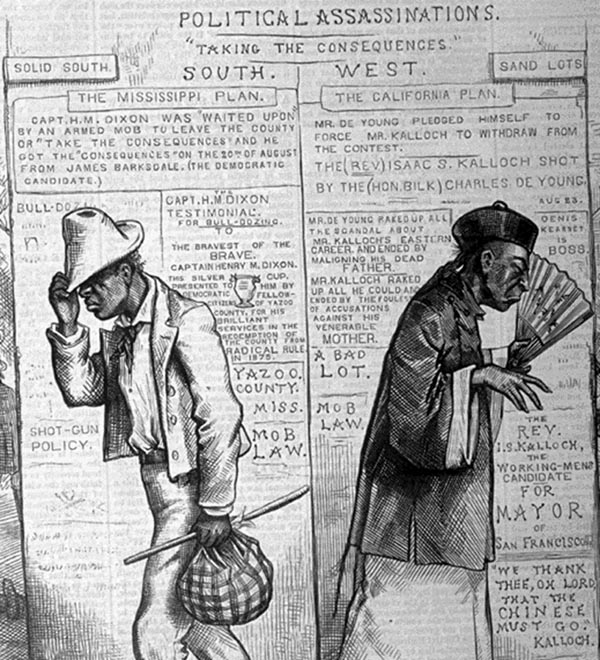 POLITICAL ASSASSINATIONS.
"TAKING THE CONSEQUENCES."
SOLID SOUTH.
SOUTH.
WEST.
SAND LOTS
THE MISSISSIPPI PLAN.
CAPT. H.M. DIXON WAS "WAITED UPON"
BY AN ARMED MOB TO LEAVE THE COUNTY
OR "TAKE THE CONSEQUENCES" AND HE
GOT THE "CONSEQUENCES" ON THE 20TH OF AUGUST
FROM JAMES BARKSDALE. (THE DEMOCRATIC
CANDIDATE.)
BULL-DOZI
THE
CAPT. H.M. DIXON
TESTIMONIAL.
FOR BULL-DOZING.
TO
THE BRAVEST OF THE
BRAVE.
CAPTAIN HENRY M. DIXON.
THIS SILVER CUP.
PRESENTED TO HIM BY
DEMOCRATIC FELLOW-
CITIZENS OF YAZOO
COUNTY, FOR HIS
BRILLIANT
SERVICES IN THE
REDEMPTION OF
THE COUNTY FROM
RADICAL RULE
IN 1875.
YAZOO.
COUNTY.
MISS.
MOB
LAW.
SHOT-GUN
POLICY.
THE CALIFORNIA PLAN.
MR. DE YOUNG PLEDGED HIMSELF TO
FORCE MR. KALLOCH TO WITHDRAW FROM
THE CONTEST.
THE (REV) ISAAC S. KALLOCH SHOT
BY THE (HON. BILK) CHARLES DE YOUNG.
AUG 23.
MR. DE YOUNG RAKED UP ALL
THE SCANDAL ABOUT
MR. KALLOCH'S EASTERN
CAREER, AND ENDED BY
MALIGNING HIS DEAD
FATHER.
MR. KALLOCH RAKED
UP ALL HE COULD AND
ENDED BY THE FOULEST
OF ACCUSATIONS
AGAINST HIS
VENERABLE
MOTHER.
A BAD
LOT.
MOB
LAW.
DENIS
KEARNEY
IS
BOSS.
THE
REV.
I.S. KALLOCH,
THE
WORKING-MENS
CANDIDATE
FOR
MAYOR
OF
SAN FRANCISCO.
"WE THANK
THEE, OH LORD,
THAT THE
CHINESE
MUST GO."
KALLOCH.